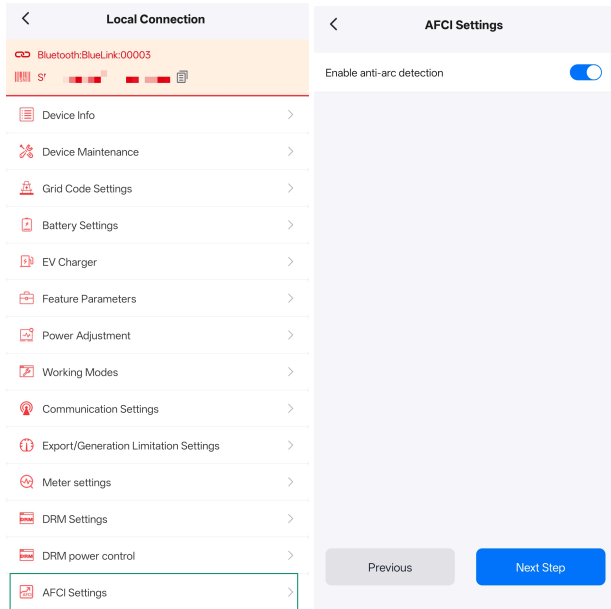 Local Connection
Bluetooth:BlueLink:00003
Device Info
Device Maintenance
Grid Code Settings
Battery Settings
EV Charger
Feature Parameters
Power Adjustment
Working Modes
Communication Settings
Export/Generation Limitation Settings
Meter settings
DRM Settings
DRM power control
AFCI Settings
AFCI Settings
Enable anti-arc detection
Previous
Next Step